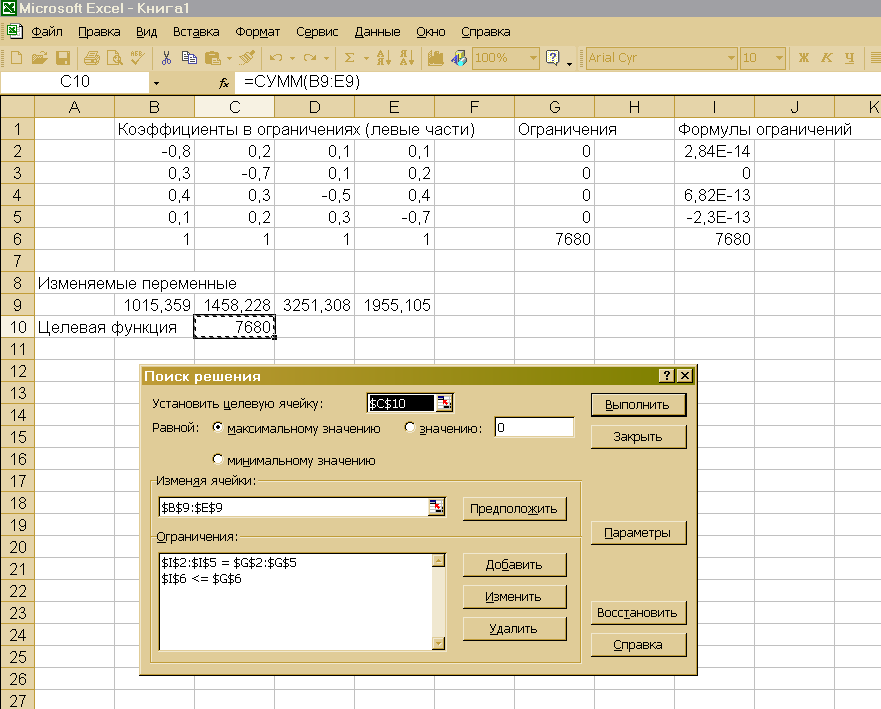 Microsoft Excel - Книга1
Файл Правка Вид Вставка Формат Сервис Данные Окно Справка
100% Arial Cyr 10 Ж К Ч
C10 fx =СУММ(B9:E9)
A B C D E F G H I J K
1 Коэффициенты в ограничениях (левые части) Ограничения Формулы ограничений
2 -0,8 0,2 0,1 0,1 0 2,84E-14
3 0,3 -0,7 0,1 0,2 0 0
4 0,4 0,3 -0,5 0,4 0 6,82E-13
5 0,1 0,2 0,3 -0,7 0 -2,3E-13
6 1 1 1 1 7680 7680
7
8 Изменяемые переменные
9 1015,359 1458,228 3251,308 1955,105
10 Целевая функция 7680
11
12
Поиск решения
13
Установить целевую ячейку: $C$10 Выполнить
14
Равной: максимальному значению значению: 0
15
Закрыть
16
минимальному значению
17
Изменяя ячейки:
18
$B$9:$E$9 Предположить
19
Ограничения: Параметры
20
21
$I$2:$I$5 = $G$2:$G$5 Добавить
$I$6 <= $G$6
22
Изменить
23
Восстановить
24
Удалить
25
Справка
26
27